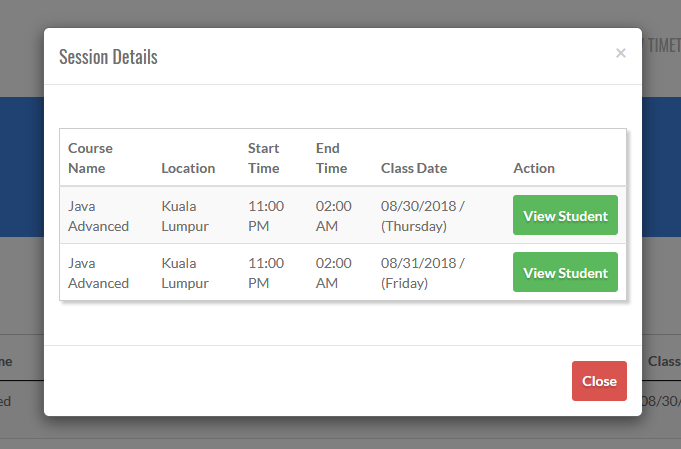 Session Details ×
TIMET
Course Name Location Start Time End Time Class Date Action
Java Advanced Kuala Lumpur 11:00 PM 02:00 AM 08/30/2018 / (Thursday) View Student
Java Advanced Kuala Lumpur 11:00 PM 02:00 AM 08/31/2018 / (Friday) View Student
me Class
ed 08/30/
Close